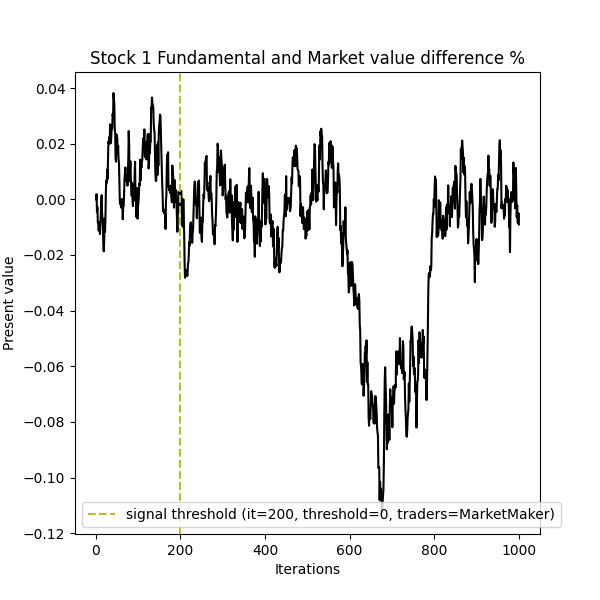 Stock 1 Fundamental and Market value difference %
0.04
0.02
0.00
−0.02
−0.04
−0.06
−0.08
−0.10
−0.12
Present value
signal threshold (it=200, threshold=0, traders=MarketMaker)
0 200 400 600 800 1000
Iterations